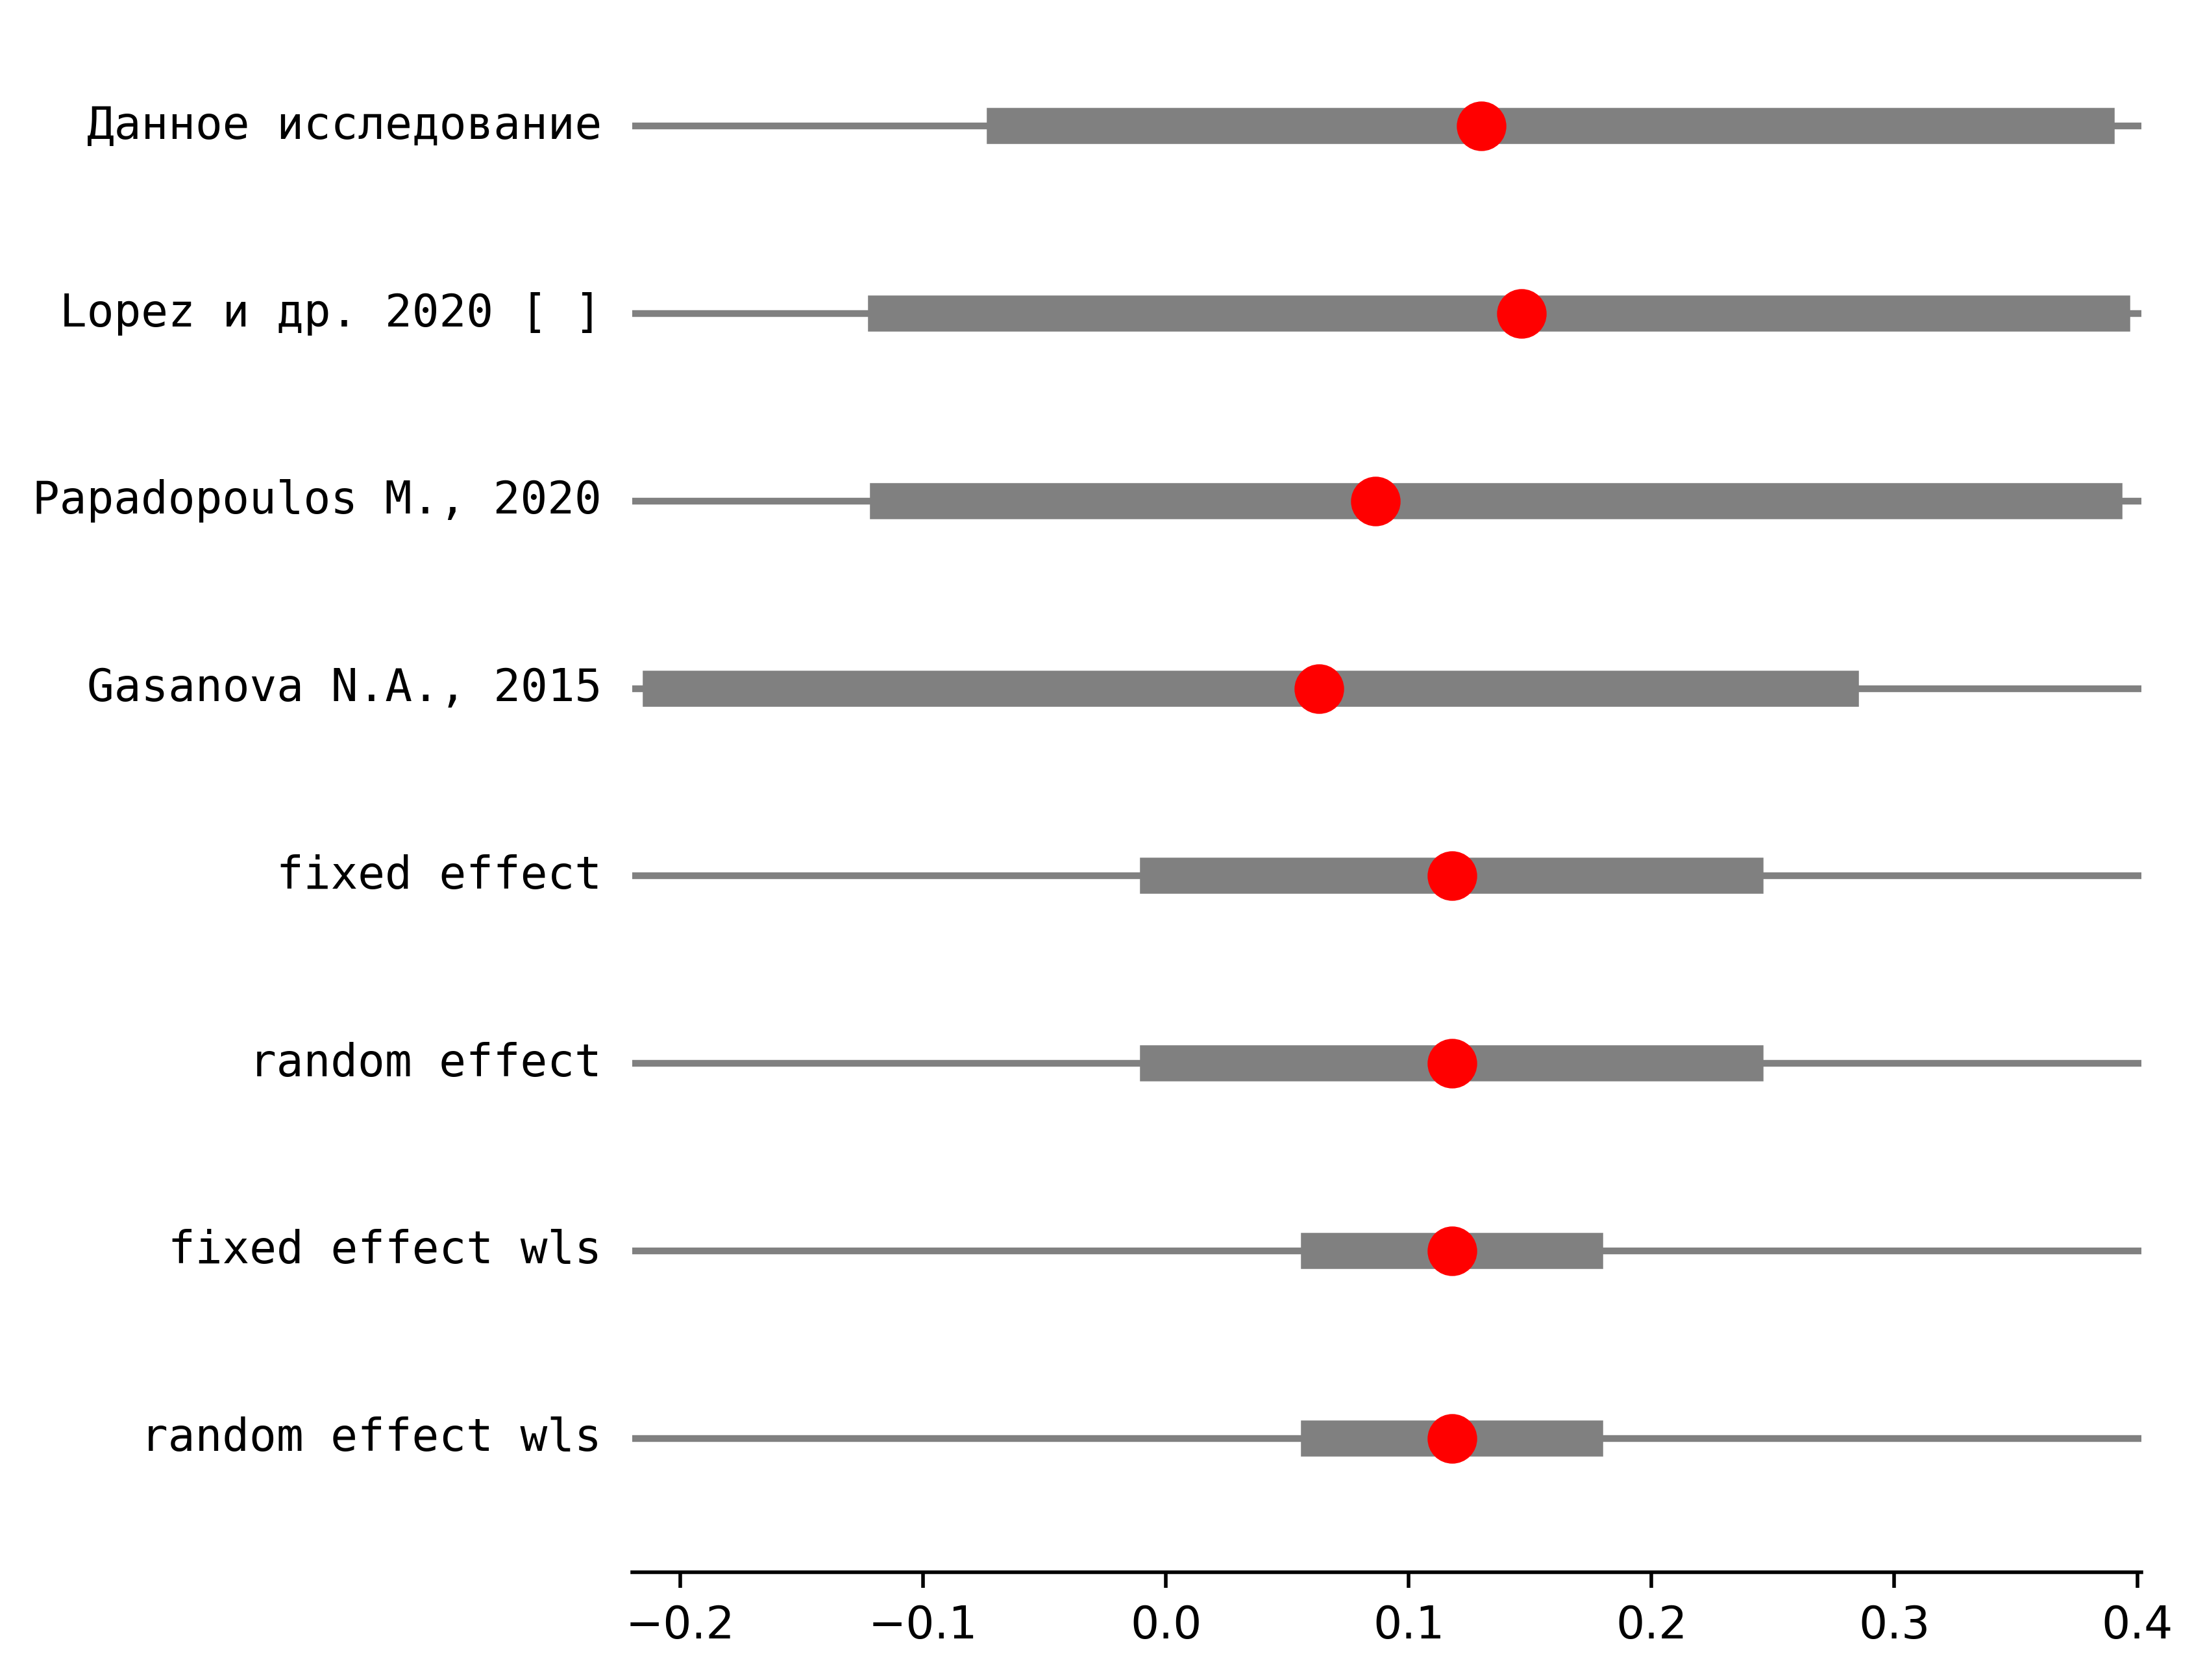 Данное исследование
Lopez и др. 2020 [ ]
Papadopoulos M., 2020
Gasanova N.A., 2015
fixed effect
random effect
fixed effect wls
random effect wls
−0.2 −0.1 0.0 0.1 0.2 0.3 0.4